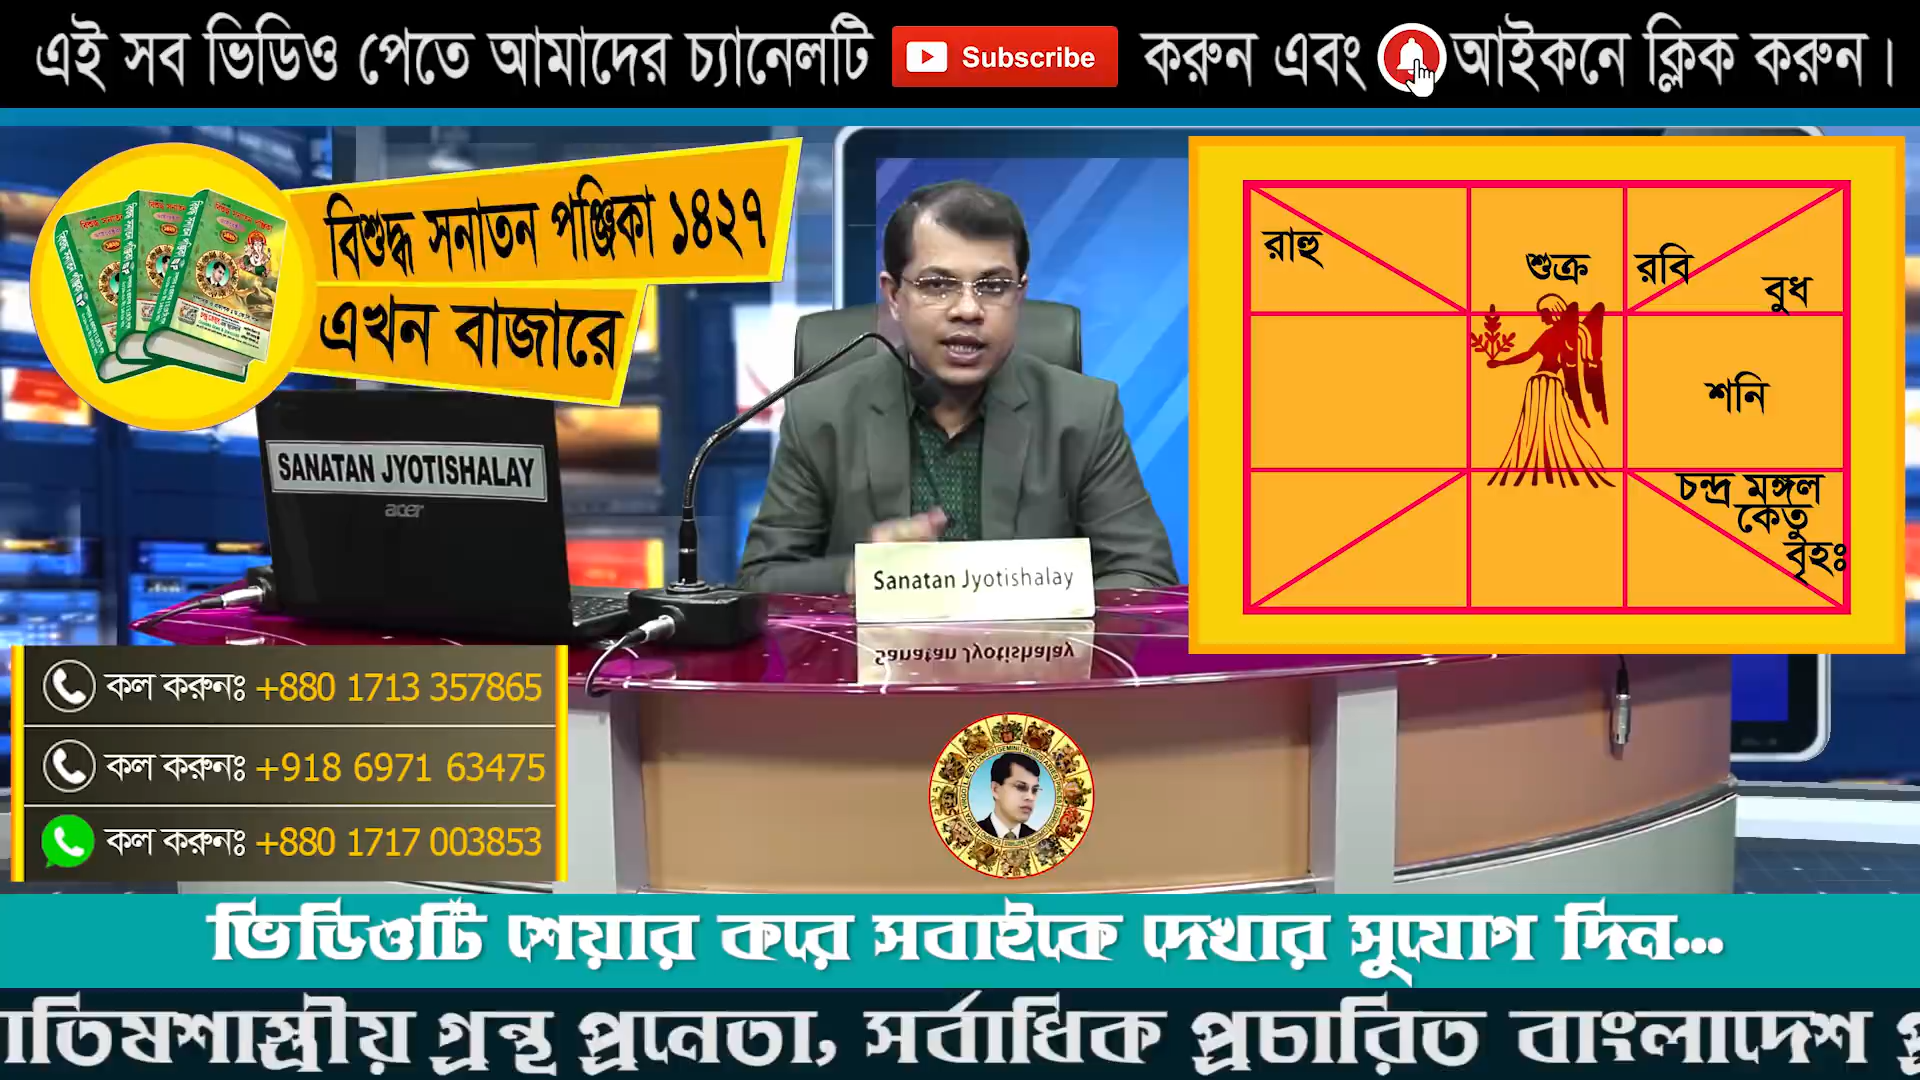 এই সব ভিডিও পেতে আমাদের চ্যানেলটি Subscribe করুন এবং আইকনে ক্লিক করুন।
বিশুদ্ধ সনাতন পঞ্জিকা ১৪২৭
এখন বাজারে
SANATAN JYOTISHALAY
acer
Sanatan Jyotishalay
রাহু
শুক্র
রবি
বুধ
শনি
চন্দ্র মঙ্গল
কেতু
বৃহঃ
কল করুনঃ +880 1713 357865
কল করুনঃ +918 6971 63475
কল করুনঃ +880 1717 003853
ভিডিওটি শেয়ার করে সবাইকে দেখার সুযোগ দিন...
াতিষশাস্ত্রীয় গ্রন্থ প্রনেতা, সর্বাধিক প্রচারিত বাংলাদেশ প্র